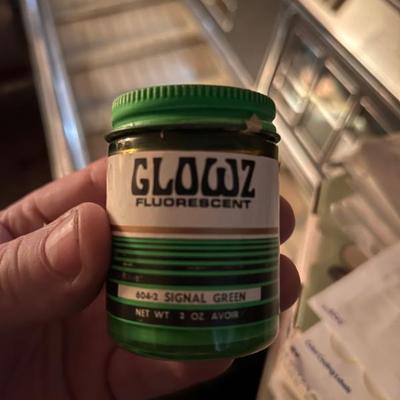 GLOWZ
FLUORESCENT
604-2 SIGNAL GREEN
NET WT 2 OZ AVOIR